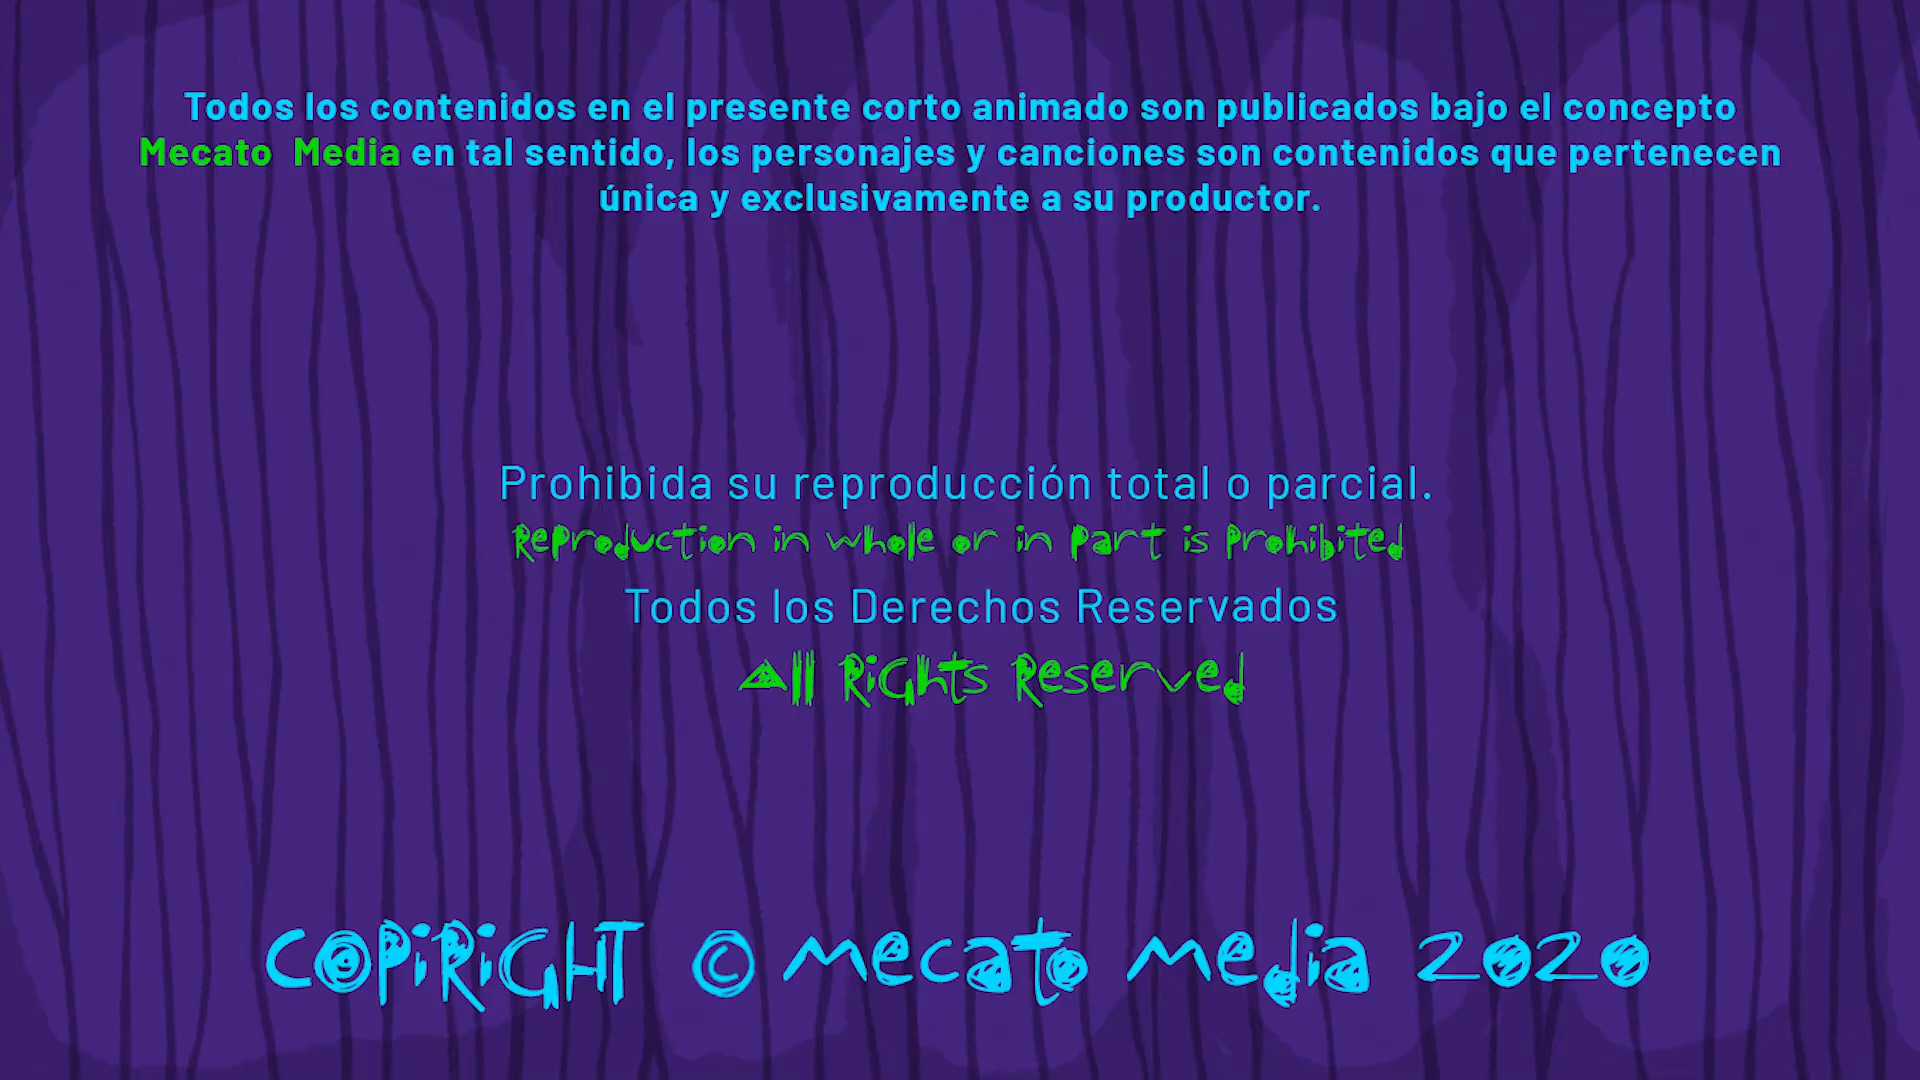 Todos los contenidos en el presente corto animado son publicados bajo el concepto
Mecato Media en tal sentido, los personajes y canciones son contenidos que pertenecen
única y exclusivamente a su productor.
Prohibida su reproducción total o parcial.
Reproduction in whole or in part is prohibited
Todos los Derechos Reservados
All Rights Reserved
COPiRiGHT © mecato media 2020